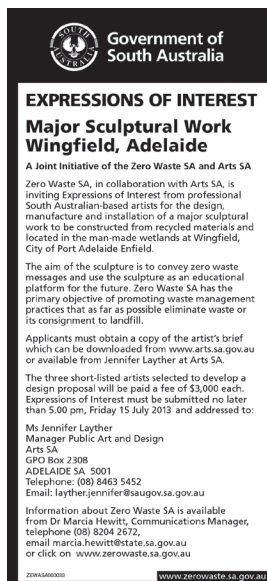 SOUTH AUSTRALIA
Government of
South Australia
EXPRESSIONS OF INTEREST
Major Sculptural Work
Wingfield, Adelaide
A Joint Initiative of the Zero Waste SA and Arts SA
Zero Waste SA, in collaboration with Arts SA, is
inviting Expressions of Interest from professional
South Australian-based artists for the design,
manufacture and installation of a major sculptural
work to be constructed from recycled materials and
located in the man-made wetlands at Wingfield,
City of Port Adelaide Enfield.
The aim of the sculpture is to convey zero waste
messages and use the sculpture as an educational
platform for the future. Zero Waste SA has the
primary objective of promoting waste management
practices that as far as possible eliminate waste or
its consignment to landfill.
Applicants must obtain a copy of the artist's brief
which can be downloaded from www.arts.sa.gov.au
or available from Jennifer Layther at Arts SA.
The three short-listed artists selected to develop a
design proposal will be paid a fee of $3,000 each.
Expressions of Interest must be submitted no later
than 5.00 pm, Friday 15 July 2013 and addressed to:
Ms Jennifer Layther
Manager Public Art and Design
Arts SA
GPO Box 2308
ADELAIDE SA 5001
Telephone: (08) 8463 5452
Email: layther.jennifer@saugov.sa.gov.au
Information about Zero Waste SA is available
from Dr Marcia Hewitt, Communications Manager,
telephone (08) 8204 2672,
email marcia.hewitt@state.sa.gov.au
or click on www.zerowaste.sa.gov.au
ZEWASA000033
www.zerowaste.sa.gov.au